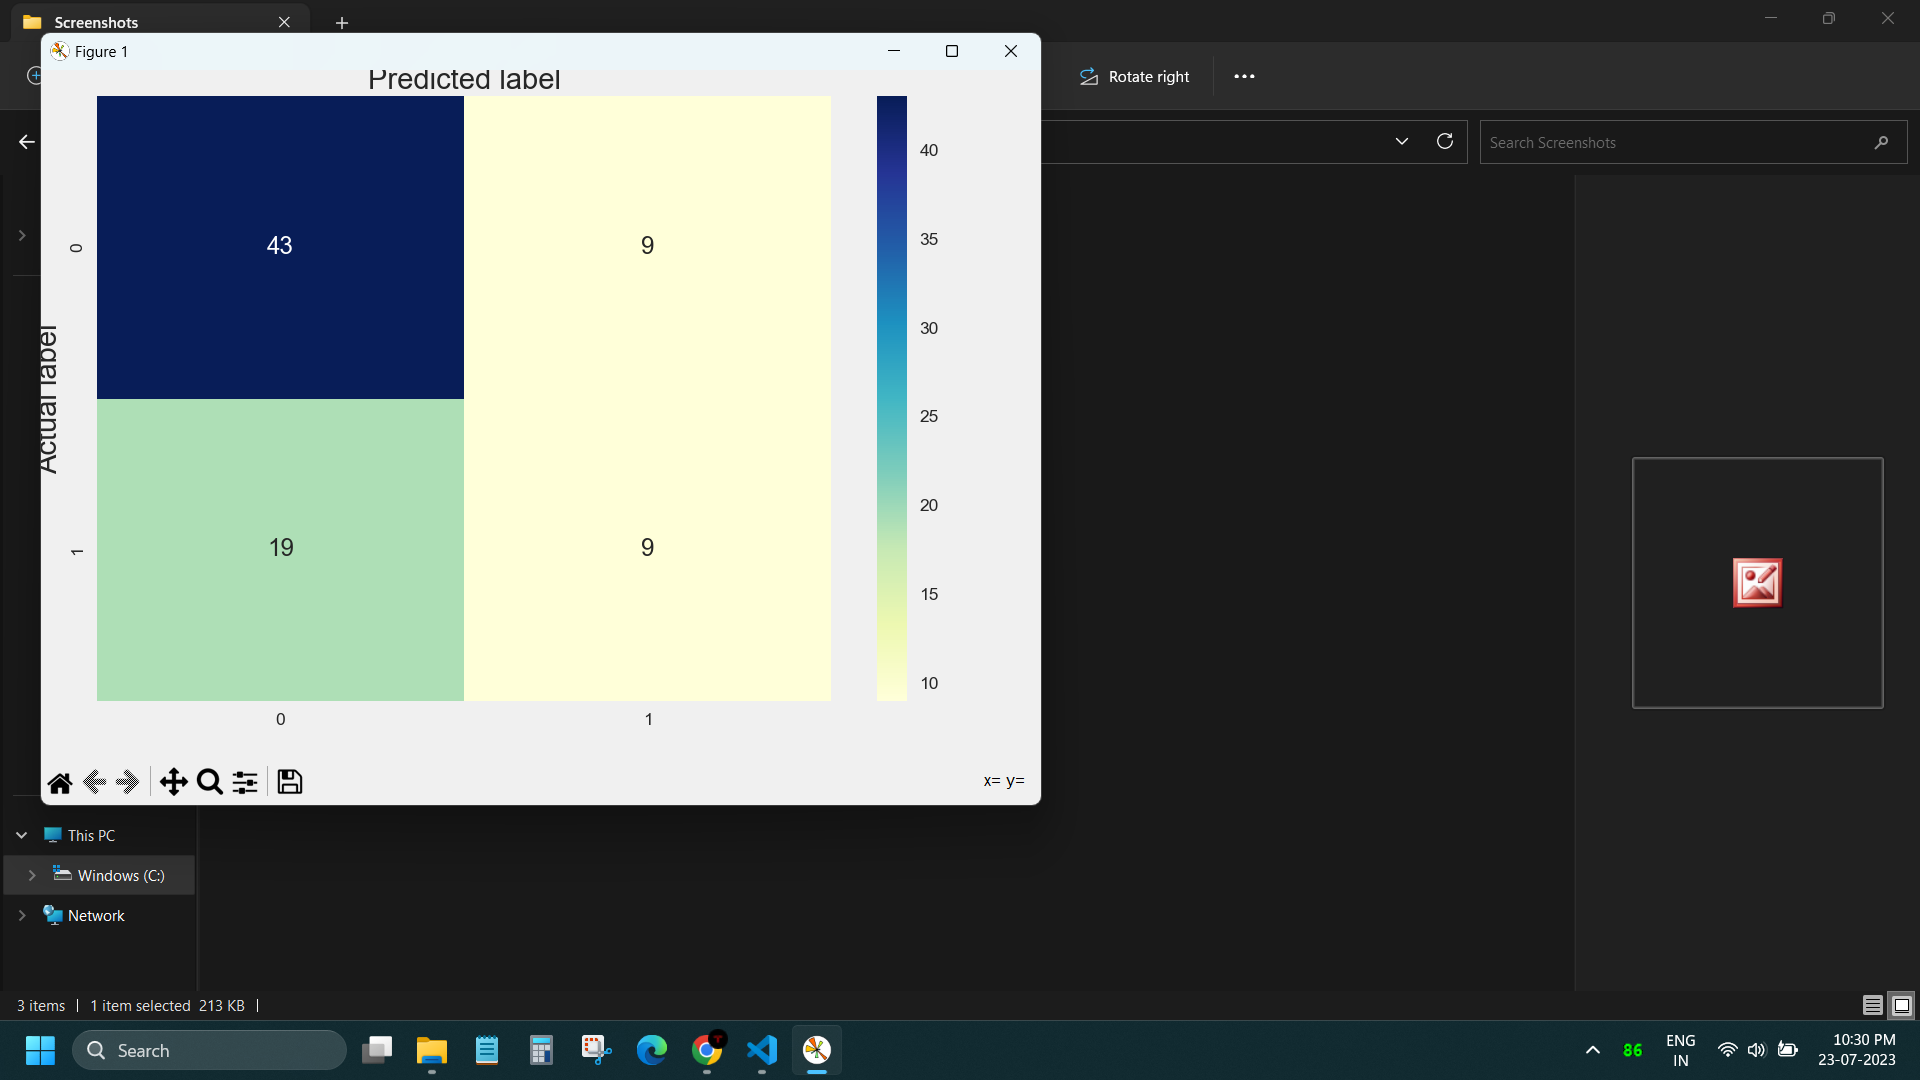 Screenshots
Figure 1
Rotate right
Search Screenshots
Predicted label
Actual label
0
43
9
1
19
9
0
1
40
35
30
25
20
15
10
x= y=
This PC
Windows (C:)
Network
3 items
1 item selected 213 KB
Search
T
86
ENG
IN
10:30 PM
23-07-2023